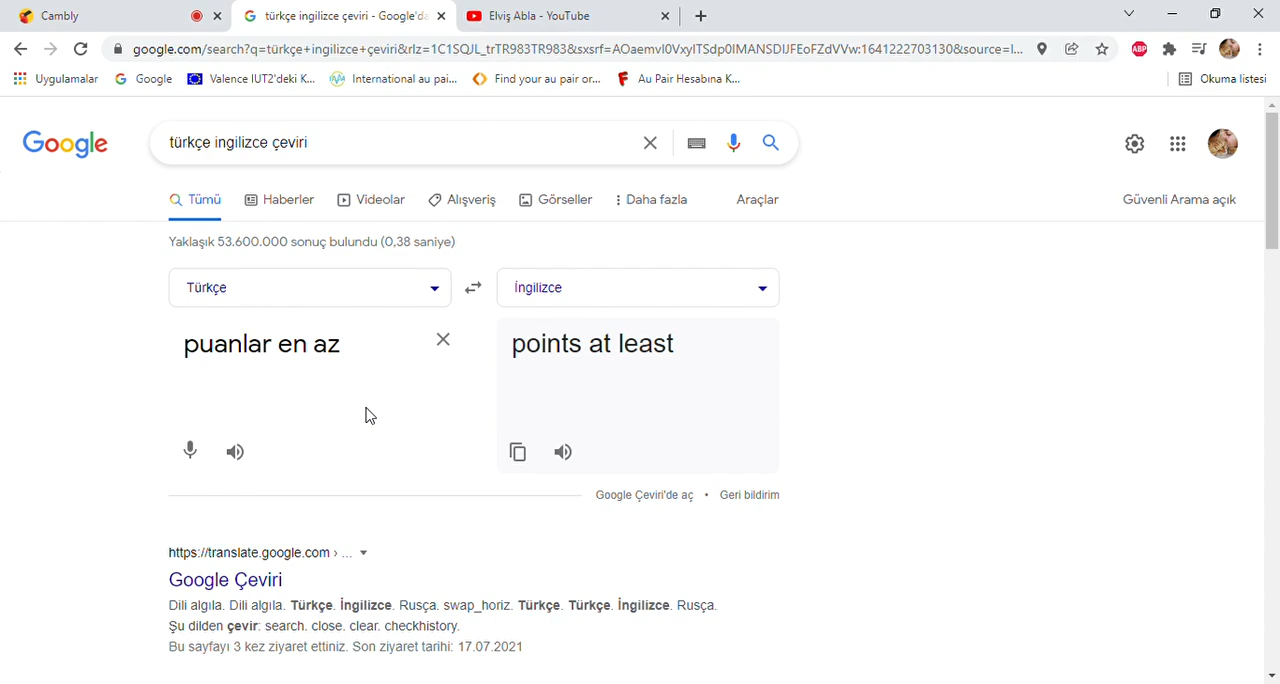 Cambly
türkçe ingilizce çeviri - Google'da
Elviş Abla - YouTube
google.com/search?q=türkçe+ingilizce+çeviri&rlz=1C1SQJL_trTR983TR983&sxsrf=AOaemvI0VxyITSdp0IMANSDIJFEoFZdVVw:1641222703130&source=l...
ABP
Uygulamalar
Google
Valence IUT2'deki K...
International au pai...
Find your au pair or...
Au Pair Hesabına K...
Okuma listesi
Google
türkçe ingilizce çeviri
Tümü
Haberler
Videolar
Alışveriş
Görseller
Daha fazla
Araçlar
Güvenli Arama açık
Yaklaşık 53.600.000 sonuç bulundu (0,38 saniye)
Türkçe
İngilizce
puanlar en az
points at least
Google Çeviri'de aç • Geri bildirim
https://translate.google.com › ...
Google Çeviri
Dili algıla. Dili algıla. Türkçe. İngilizce. Rusça. swap_horiz. Türkçe. Türkçe. İngilizce. Rusça.
Şu dilden çevir: search. close. clear. checkhistory.
Bu sayfayı 3 kez ziyaret ettiniz. Son ziyaret tarihi: 17.07.2021